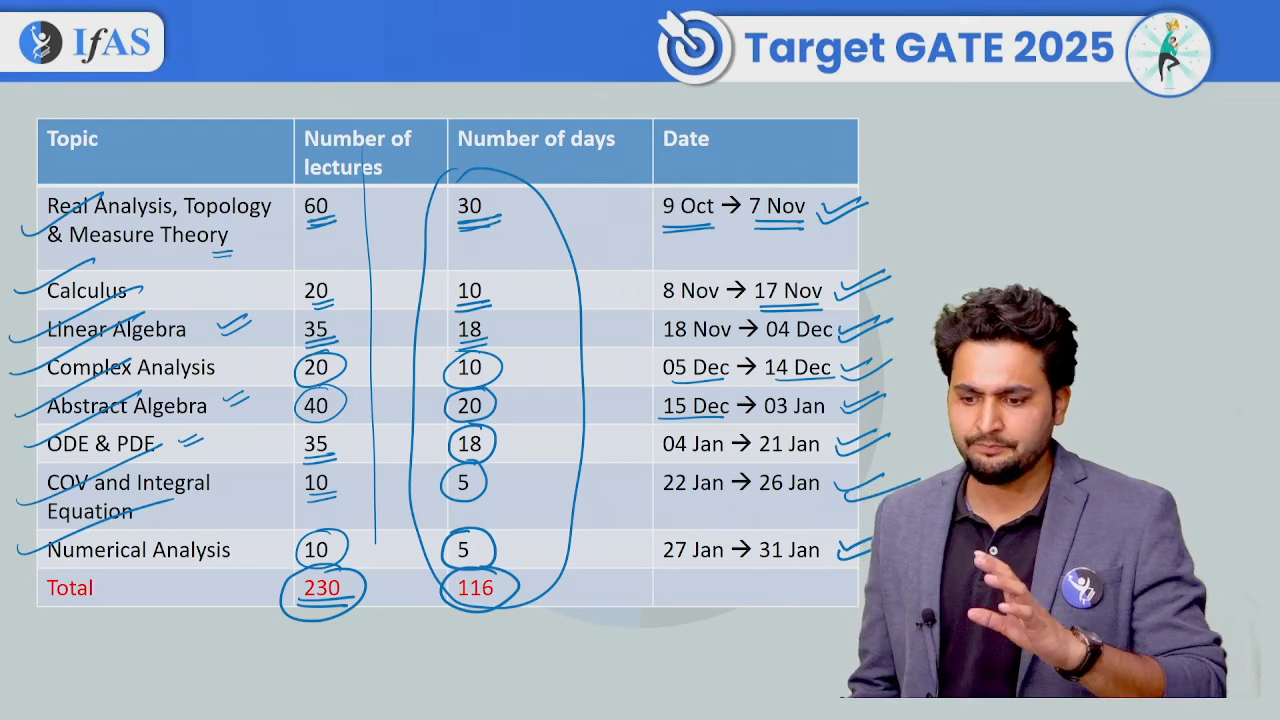 IfAS
Target GATE 2025
Topic
Number of
lectures
Number of days
Date
Real Analysis, Topology
& Measure Theory
60
30
9 Oct → 7 Nov
Calculus
20
10
8 Nov → 17 Nov
Linear Algebra
35
18
18 Nov → 04 Dec
Complex Analysis
20
10
05 Dec → 14 Dec
Abstract Algebra
40
20
15 Dec → 03 Jan
ODE & PDE
35
18
04 Jan → 21 Jan
COV and Integral
Equation
10
5
22 Jan → 26 Jan
Numerical Analysis
10
5
27 Jan → 31 Jan
Total
230
116